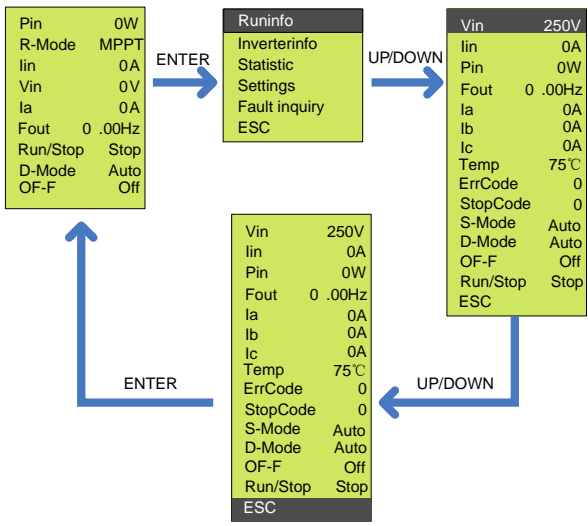 Pin 0W
R-Mode MPPT
Iin 0A
Vin 0V
Ia 0A
Fout 0 .00Hz
Run/Stop Stop
D-Mode Auto
OF-F Off
ENTER
Runinfo
Inverterinfo
Statistic
Settings
Fault inquiry
ESC
UP/DOWN
Vin 250V
Iin 0A
Pin 0W
Fout 0 .00Hz
Ia 0A
Ib 0A
Ic 0A
Temp 75℃
ErrCode 0
StopCode 0
S-Mode Auto
D-Mode Auto
OF-F Off
Run/Stop Stop
ESC
UP/DOWN
Vin 250V
Iin 0A
Pin 0W
Fout 0 .00Hz
Ia 0A
Ib 0A
Ic 0A
Temp 75℃
ErrCode 0
StopCode 0
S-Mode Auto
D-Mode Auto
OF-F Off
Run/Stop Stop
ESC
ENTER